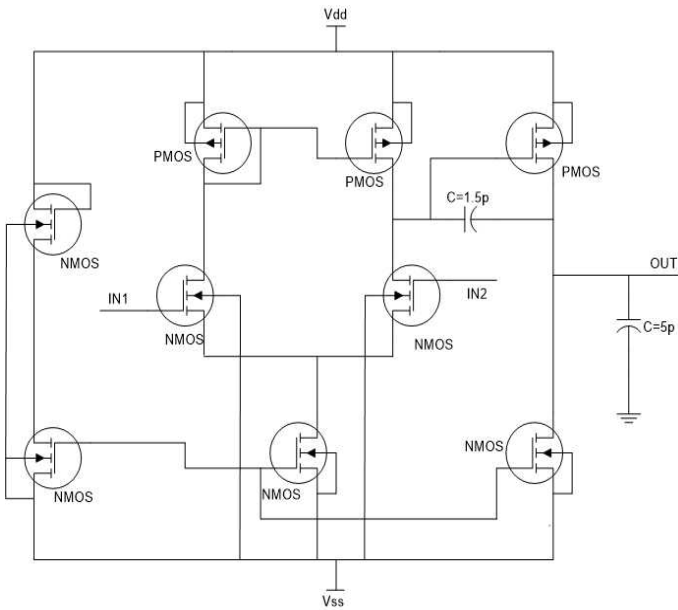 Vdd
PMOS
PMOS
PMOS
C=1.5p
NMOS
IN1
NMOS
IN2
NMOS
OUT
C=5p
NMOS
NMOS
NMOS
Vss